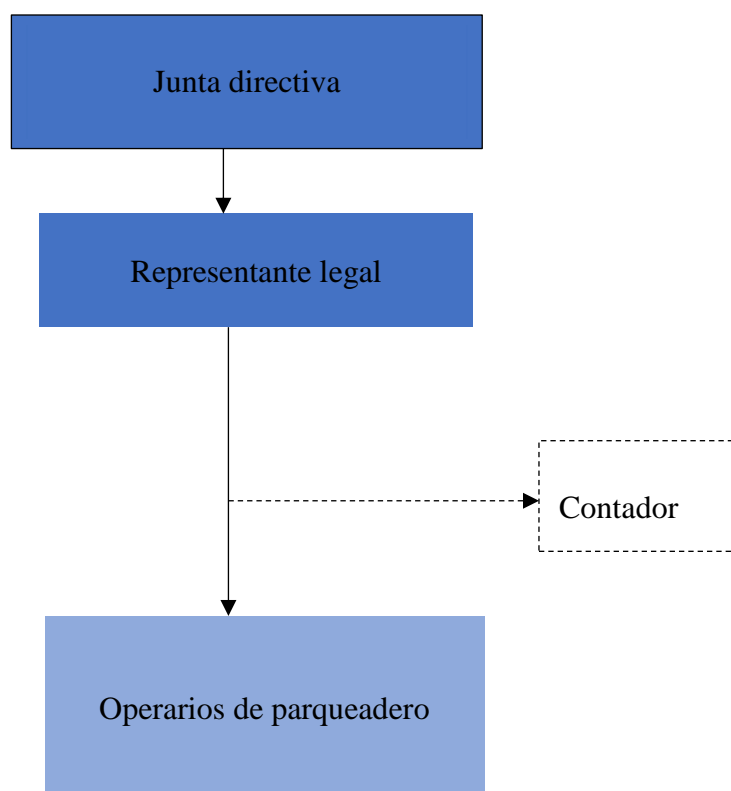 Junta directiva
Representante legal
Contador
Operarios de parqueadero